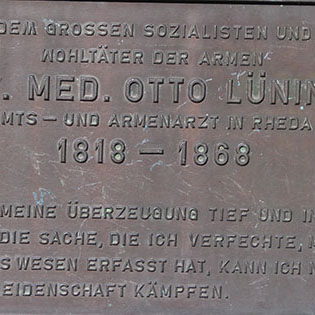 DEM GROSSEN SOZIALISTEN UND
WOHLTÄTER DER ARMEN
. MED. OTTO LÜNIN
MTS – UND ARMENARZT IN RHEDA
1818 – 1868
MEINE ÜBERZEUGUNG TIEF UND IN
DIE SACHE, DIE ICH VERFECHTE, M
S WESEN ERFASST HAT, KANN ICH N
EIDENSCHAFT KÄMPFEN.